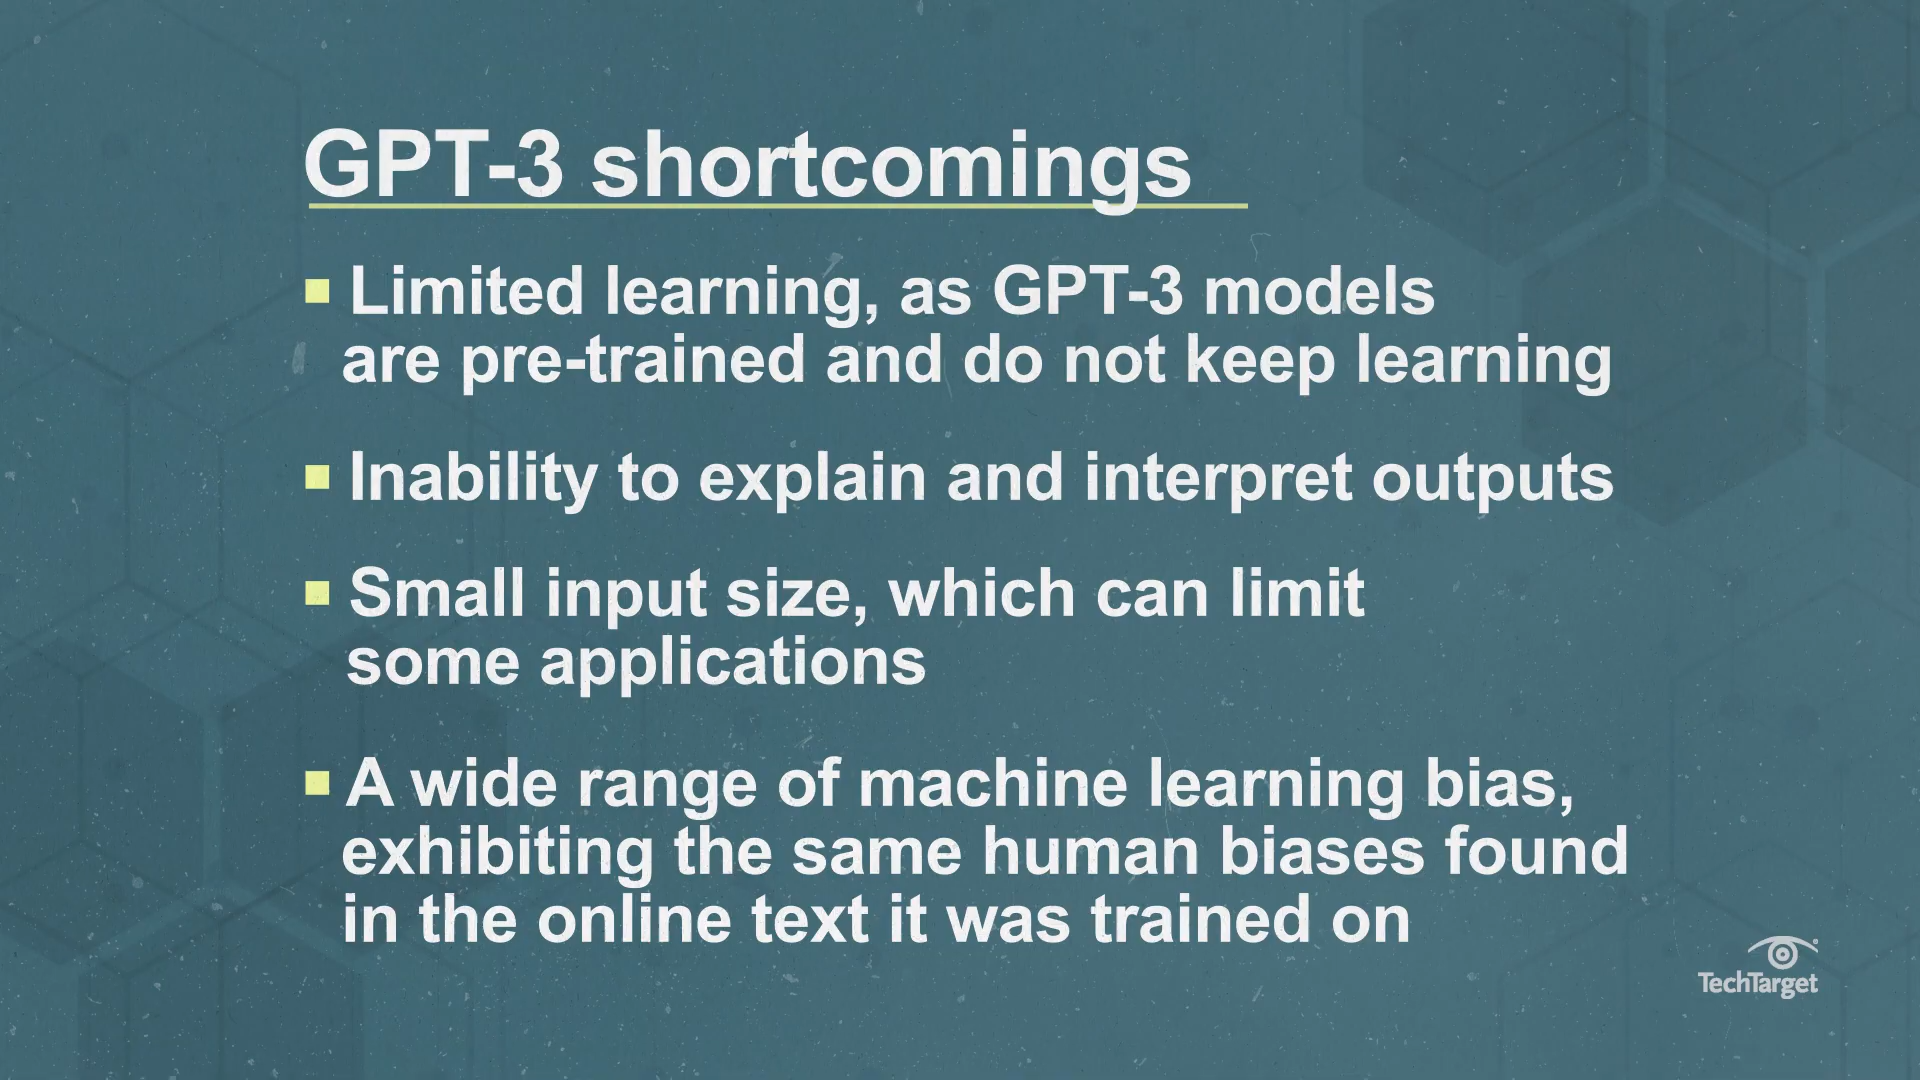 GPT-3 shortcomings
Limited learning, as GPT-3 models
are pre-trained and do not keep learning
Inability to explain and interpret outputs
Small input size, which can limit
some applications
A wide range of machine learning bias,
exhibiting the same human biases found
in the online text it was trained on
TechTarget